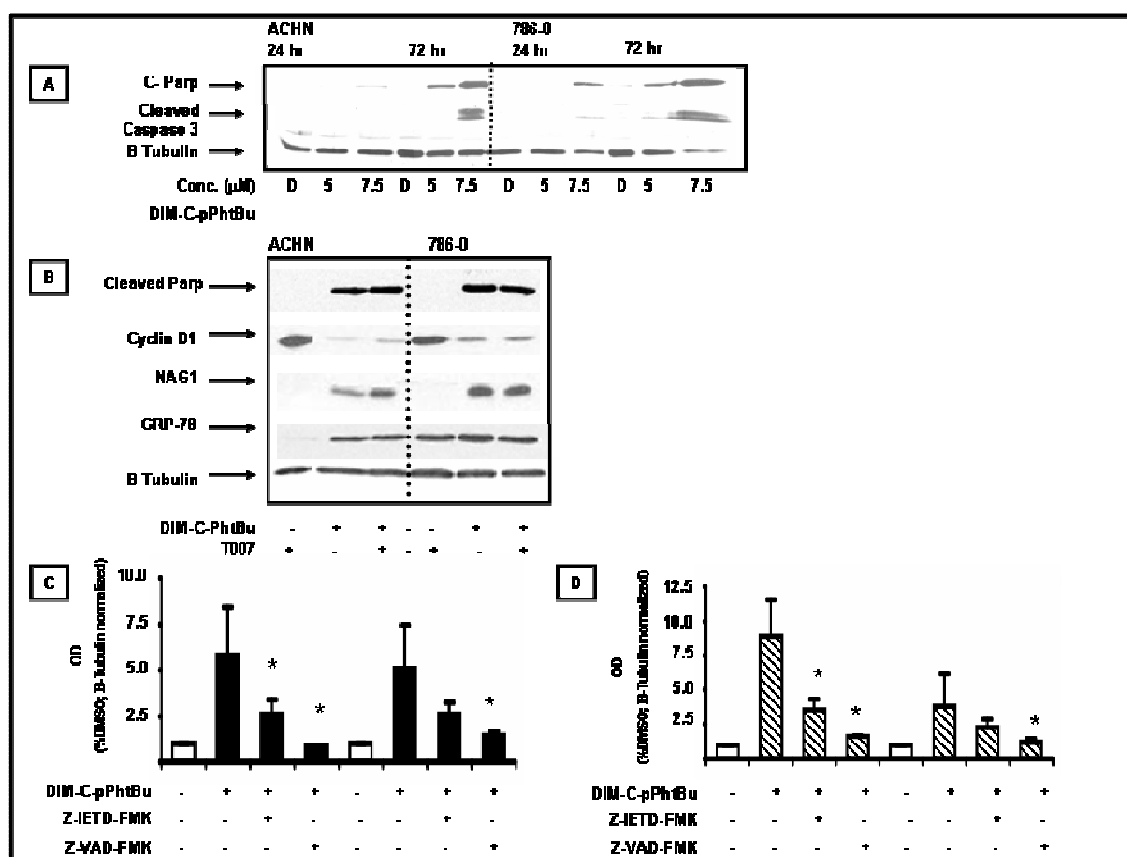 ACHN 786-0
24 hr 72 hr 24 hr 72 hr
A
C- Parp
Cleaved
Caspase 3
B Tubulin
Conc. (µM) D 5 7.5 D 5 7.5 D 5 7.5 D 5 7.5
DIM-C-pPhtBu
ACHN 786-0
B
Cleaved Parp
Cyclin D1
NAG1
GRP-78
B Tubulin
DIM-C-PhtBu - + + - - + +
T007 + - + - + - +
C
10.0
7.5
5.0
2.5
OD
(%DMSO; B-Tubulin normalized)
* * *
DIM-C-pPhtBu - + + + - + + +
Z-IETD-FMK - - + - - - + -
Z-VAD-FMK - - - + - - - +
D
12.5
10.0
7.5
5.0
2.5
OD
(%DMSO; B-Tubulin normalized)
* * *
DIM-C-pPhtBu - + + + - + + +
Z-IETD-FMK - - + - - - + -
Z-VAD-FMK - - - + - - - +